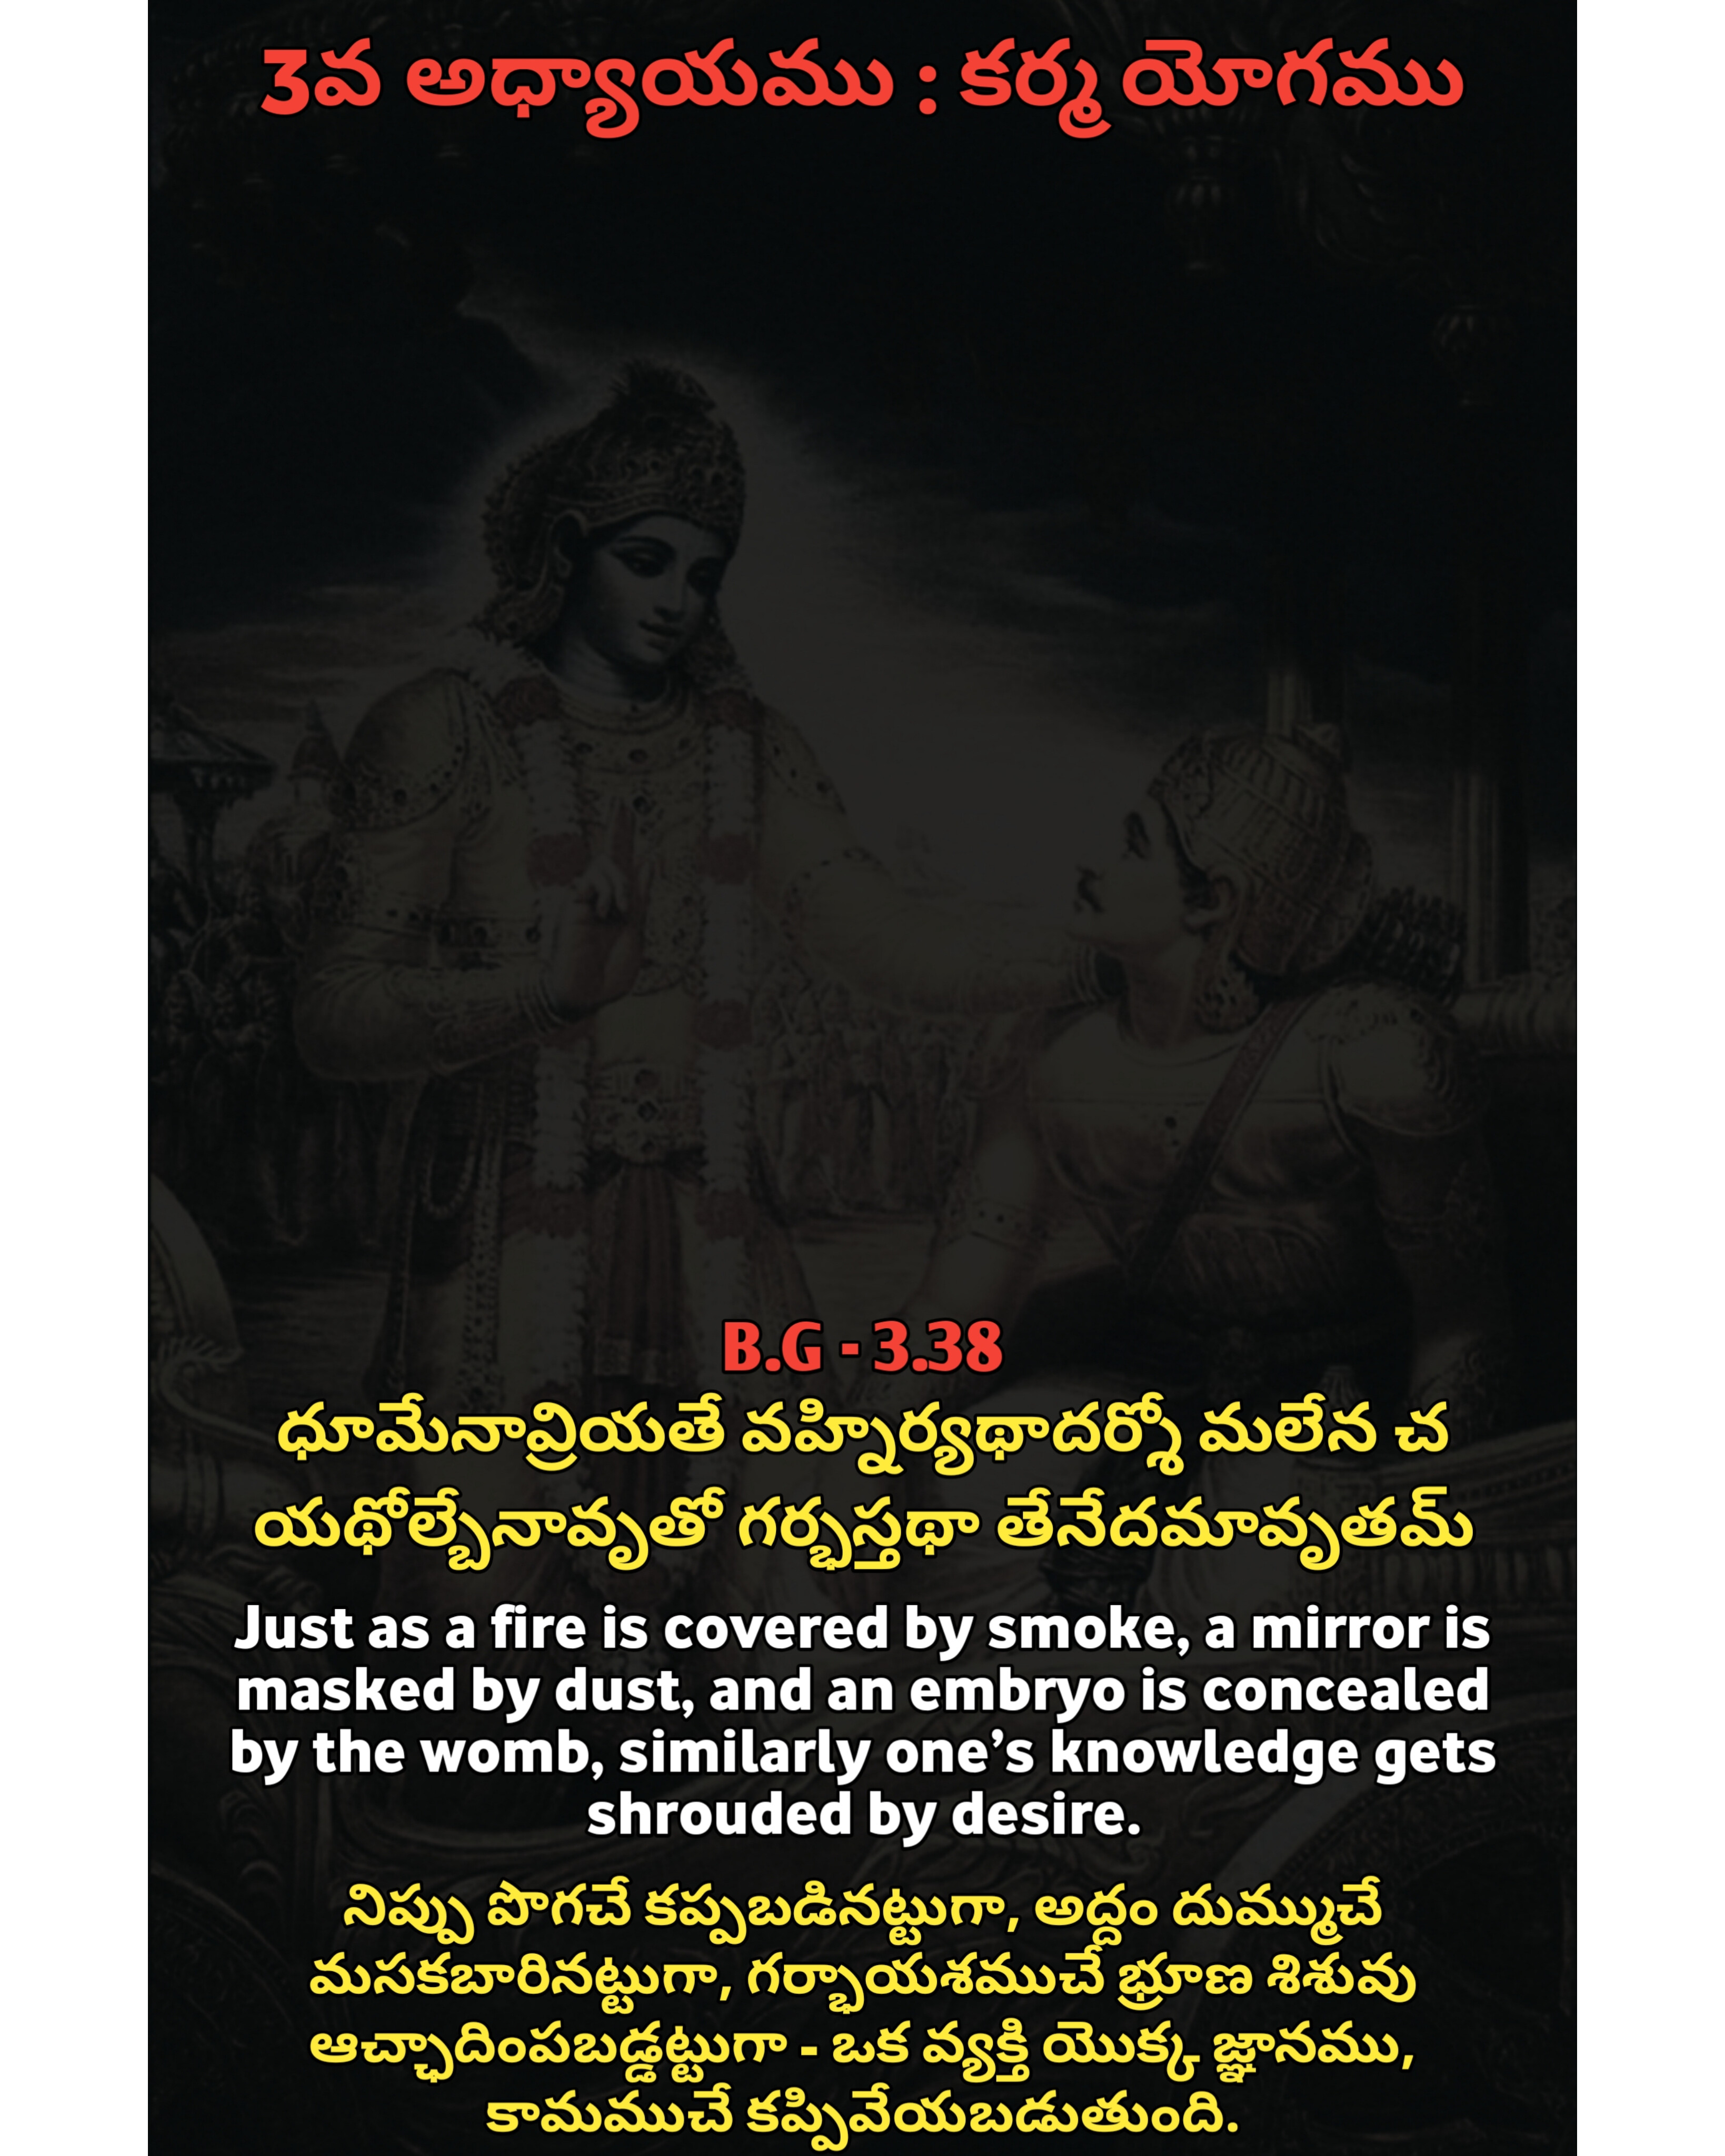 3వ అధ్యాయము : కర్మ యోగము
B.G - 3.38
ధూమేనావ్రియతే వహ్నిర్యథాదర్శో మలేన చ
యథోల్బేనావృతో గర్భస్తథా తేనేదమావృతమ్
Just as a fire is covered by smoke, a mirror is
masked by dust, and an embryo is concealed
by the womb, similarly one’s knowledge gets
shrouded by desire.
నిప్పు పొగచే కప్పబడినట్టుగా, అద్దం దుమ్ముచే
మసకబారినట్టుగా, గర్భాయశముచే భ్రూణ శిశువు
ఆచ్ఛాదింపబడ్డట్టుగా - ఒక వ్యక్తి యొక్క జ్ఞానము,
కామముచే కప్పివేయబడుతుంది.